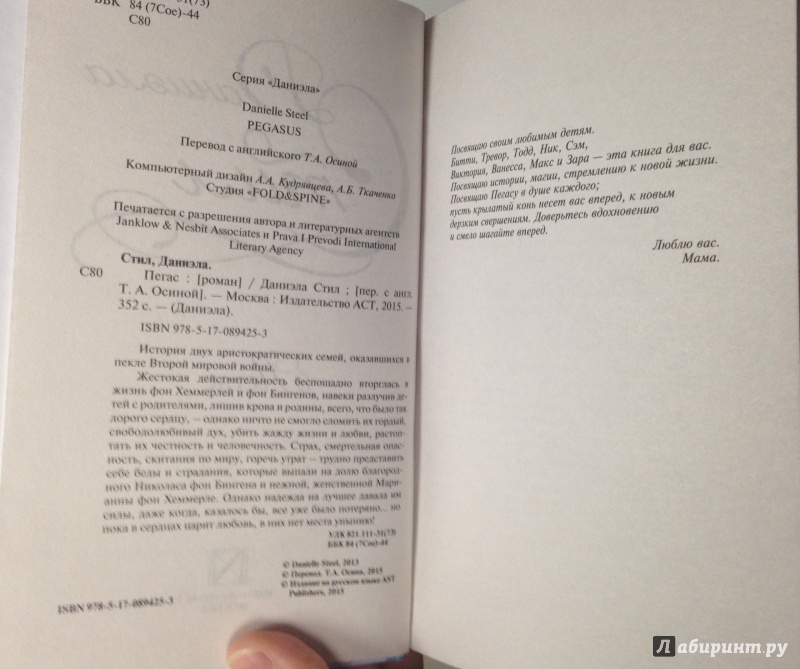 84 (7Сое)-44
С80
Серия «Даниэла»
Danielle Steel
PEGASUS
Перевод с английского Т.А. Осиной
Компьютерный дизайн А.А. Кудрявцева, А.Б. Ткаченко
Студия «FOLD&SPINE»
Печатается с разрешения автора и литературных агентств
Janklow & Nesbit Associates и Prava I Prevodi International
Literary Agency
Стил, Даниэла.
С80
Пегас : [роман] / Даниэла Стил ; [пер. с англ.
Т. А. Осиной]. — Москва : Издательство АСТ, 2015. —
352 с. — (Даниэла).
ISBN 978-5-17-089425-3
История двух аристократических семей, оказавшихся в
пекле Второй мировой войны.
Жестокая действительность беспощадно вторглась в
жизнь фон Хеммерлей и фон Бингенов, навеки разлучив де-
тей с родителями, лишив крова и родины, всего, что было так
дорого сердцу, – однако ничто не смогло сломить их гордый,
свободолюбивый дух, убить жажду жизни и любви, растоп-
тать их честность и человечность. Страх, смертельная опас-
ность, скитания по миру, горечь утрат – трудно представить
себе беды и страдания, которые выпали на долю благород-
ного Николаса фон Бингена и нежной, женственной Мари-
анны фон Хеммерле. Однако надежда на лучшее давала им
силы, даже когда, казалось бы, все уже было потеряно... но
пока в сердцах царит любовь, в них нет места унынию!
УДК 821.111-31(73)
ББК 84 (7Сое)-44
© Danielle Steel, 2013
© Перевод. Т.А. Осина, 2015
© Издание на русском языке AST
Publishers, 2015
ISBN 978-5-17-089425-3
Посвящаю своим любимым детям.
Битти, Тревор, Тодд, Ник, Сэм,
Виктория, Ванесса, Макс и Зара — эта книга для вас.
Посвящаю истории, магии, стремлению к новой жизни.
Посвящаю Пегасу в душе каждого;
пусть крылатый конь несет вас вперед, к новым
дерзким свершениям. Доверьтесь вдохновению
и смело шагайте вперед.
Люблю вас.
Мама.
Лабиринт.ру